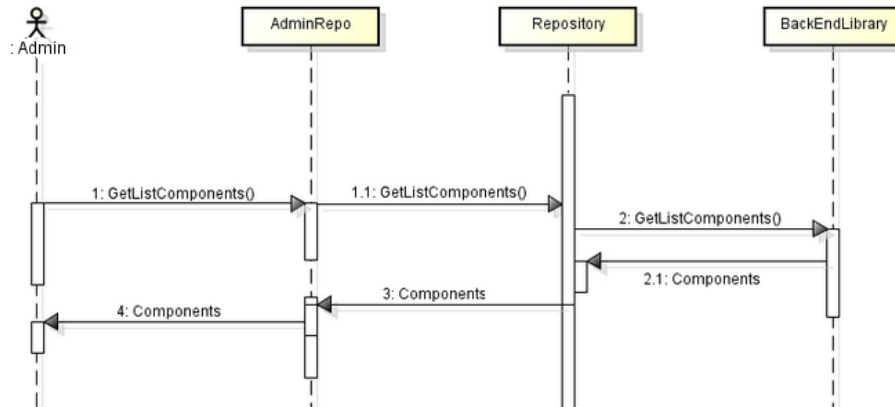 AdminRepo
Repository
BackEndLibrary
: Admin
1: GetListComponents()
1.1: GetListComponents()
2: GetListComponents()
2.1: Components
3: Components
4: Components